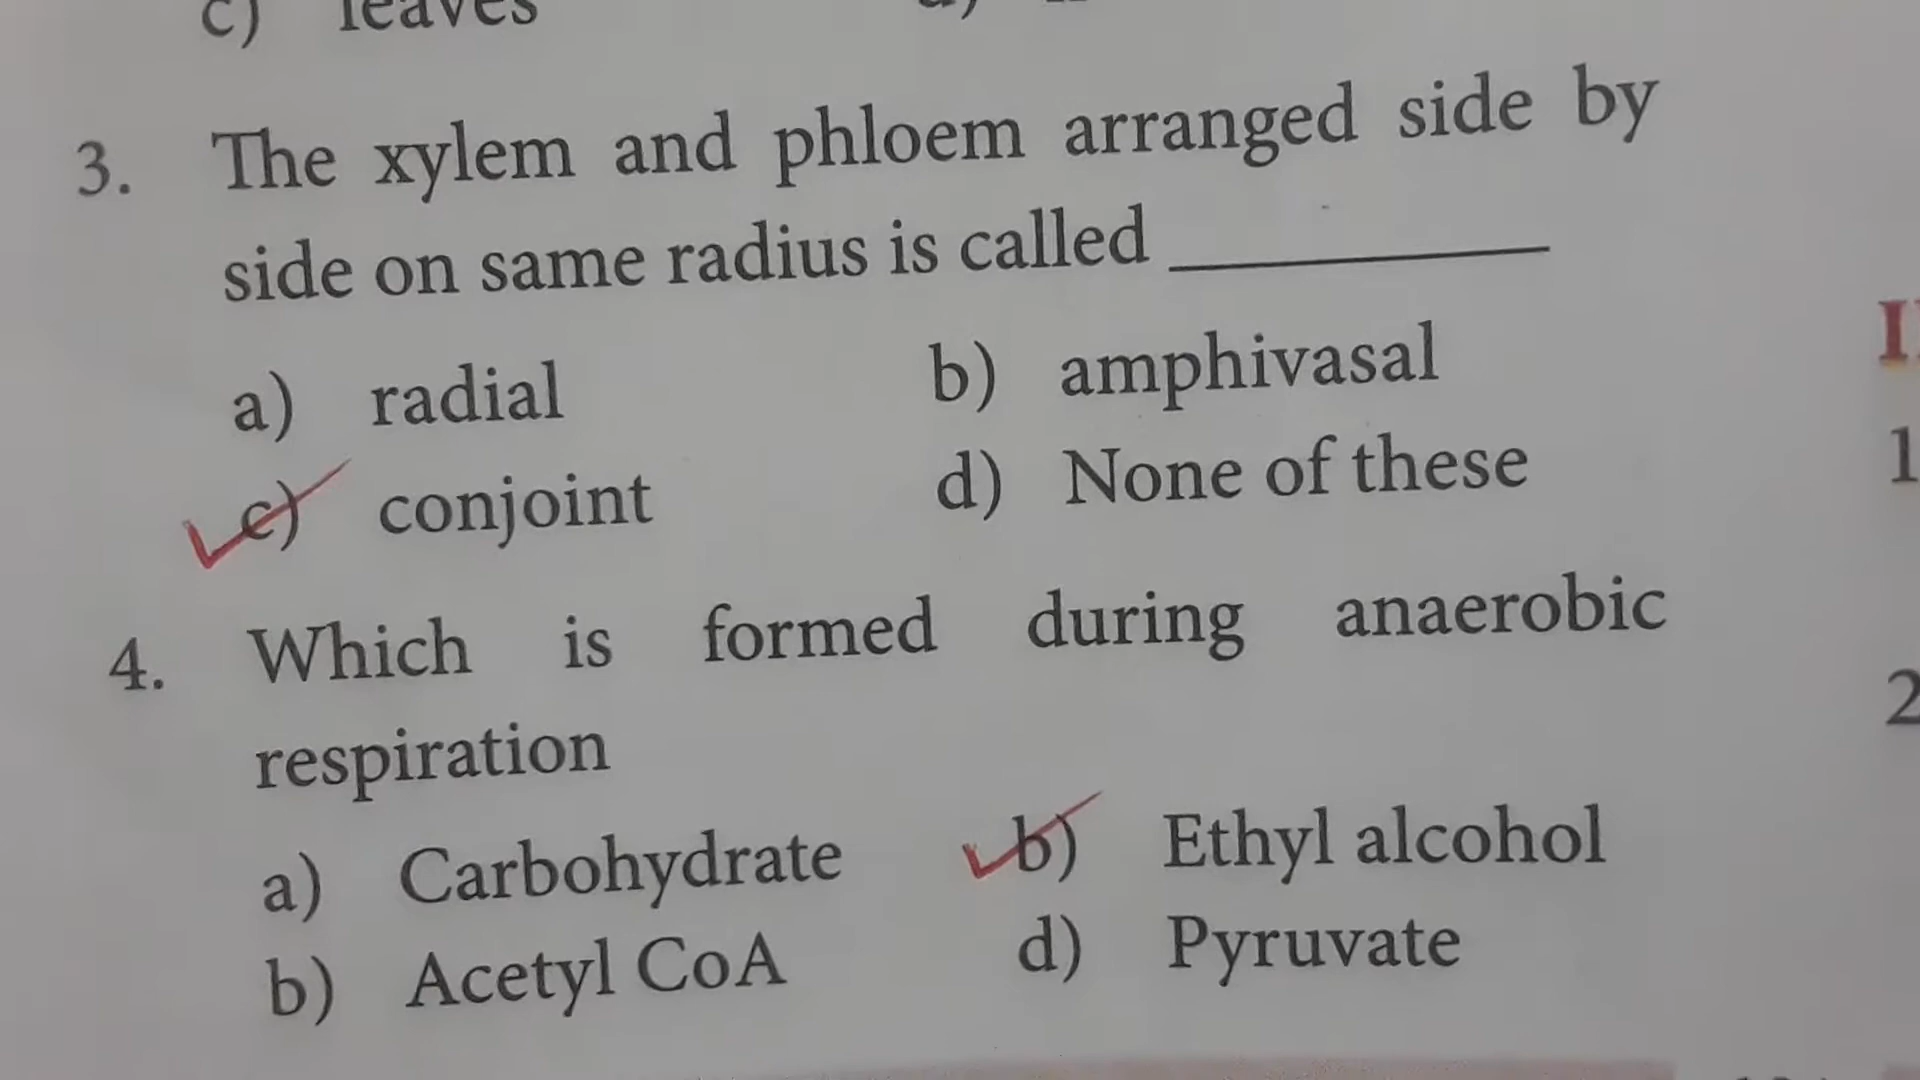 c) leaves
3. The xylem and phloem arranged side by
side on same radius is called __________
a) radial b) amphivasal
c) conjoint d) None of these
4. Which is formed during anaerobic
respiration
a) Carbohydrate b) Ethyl alcohol
b) Acetyl CoA d) Pyruvate
1
2